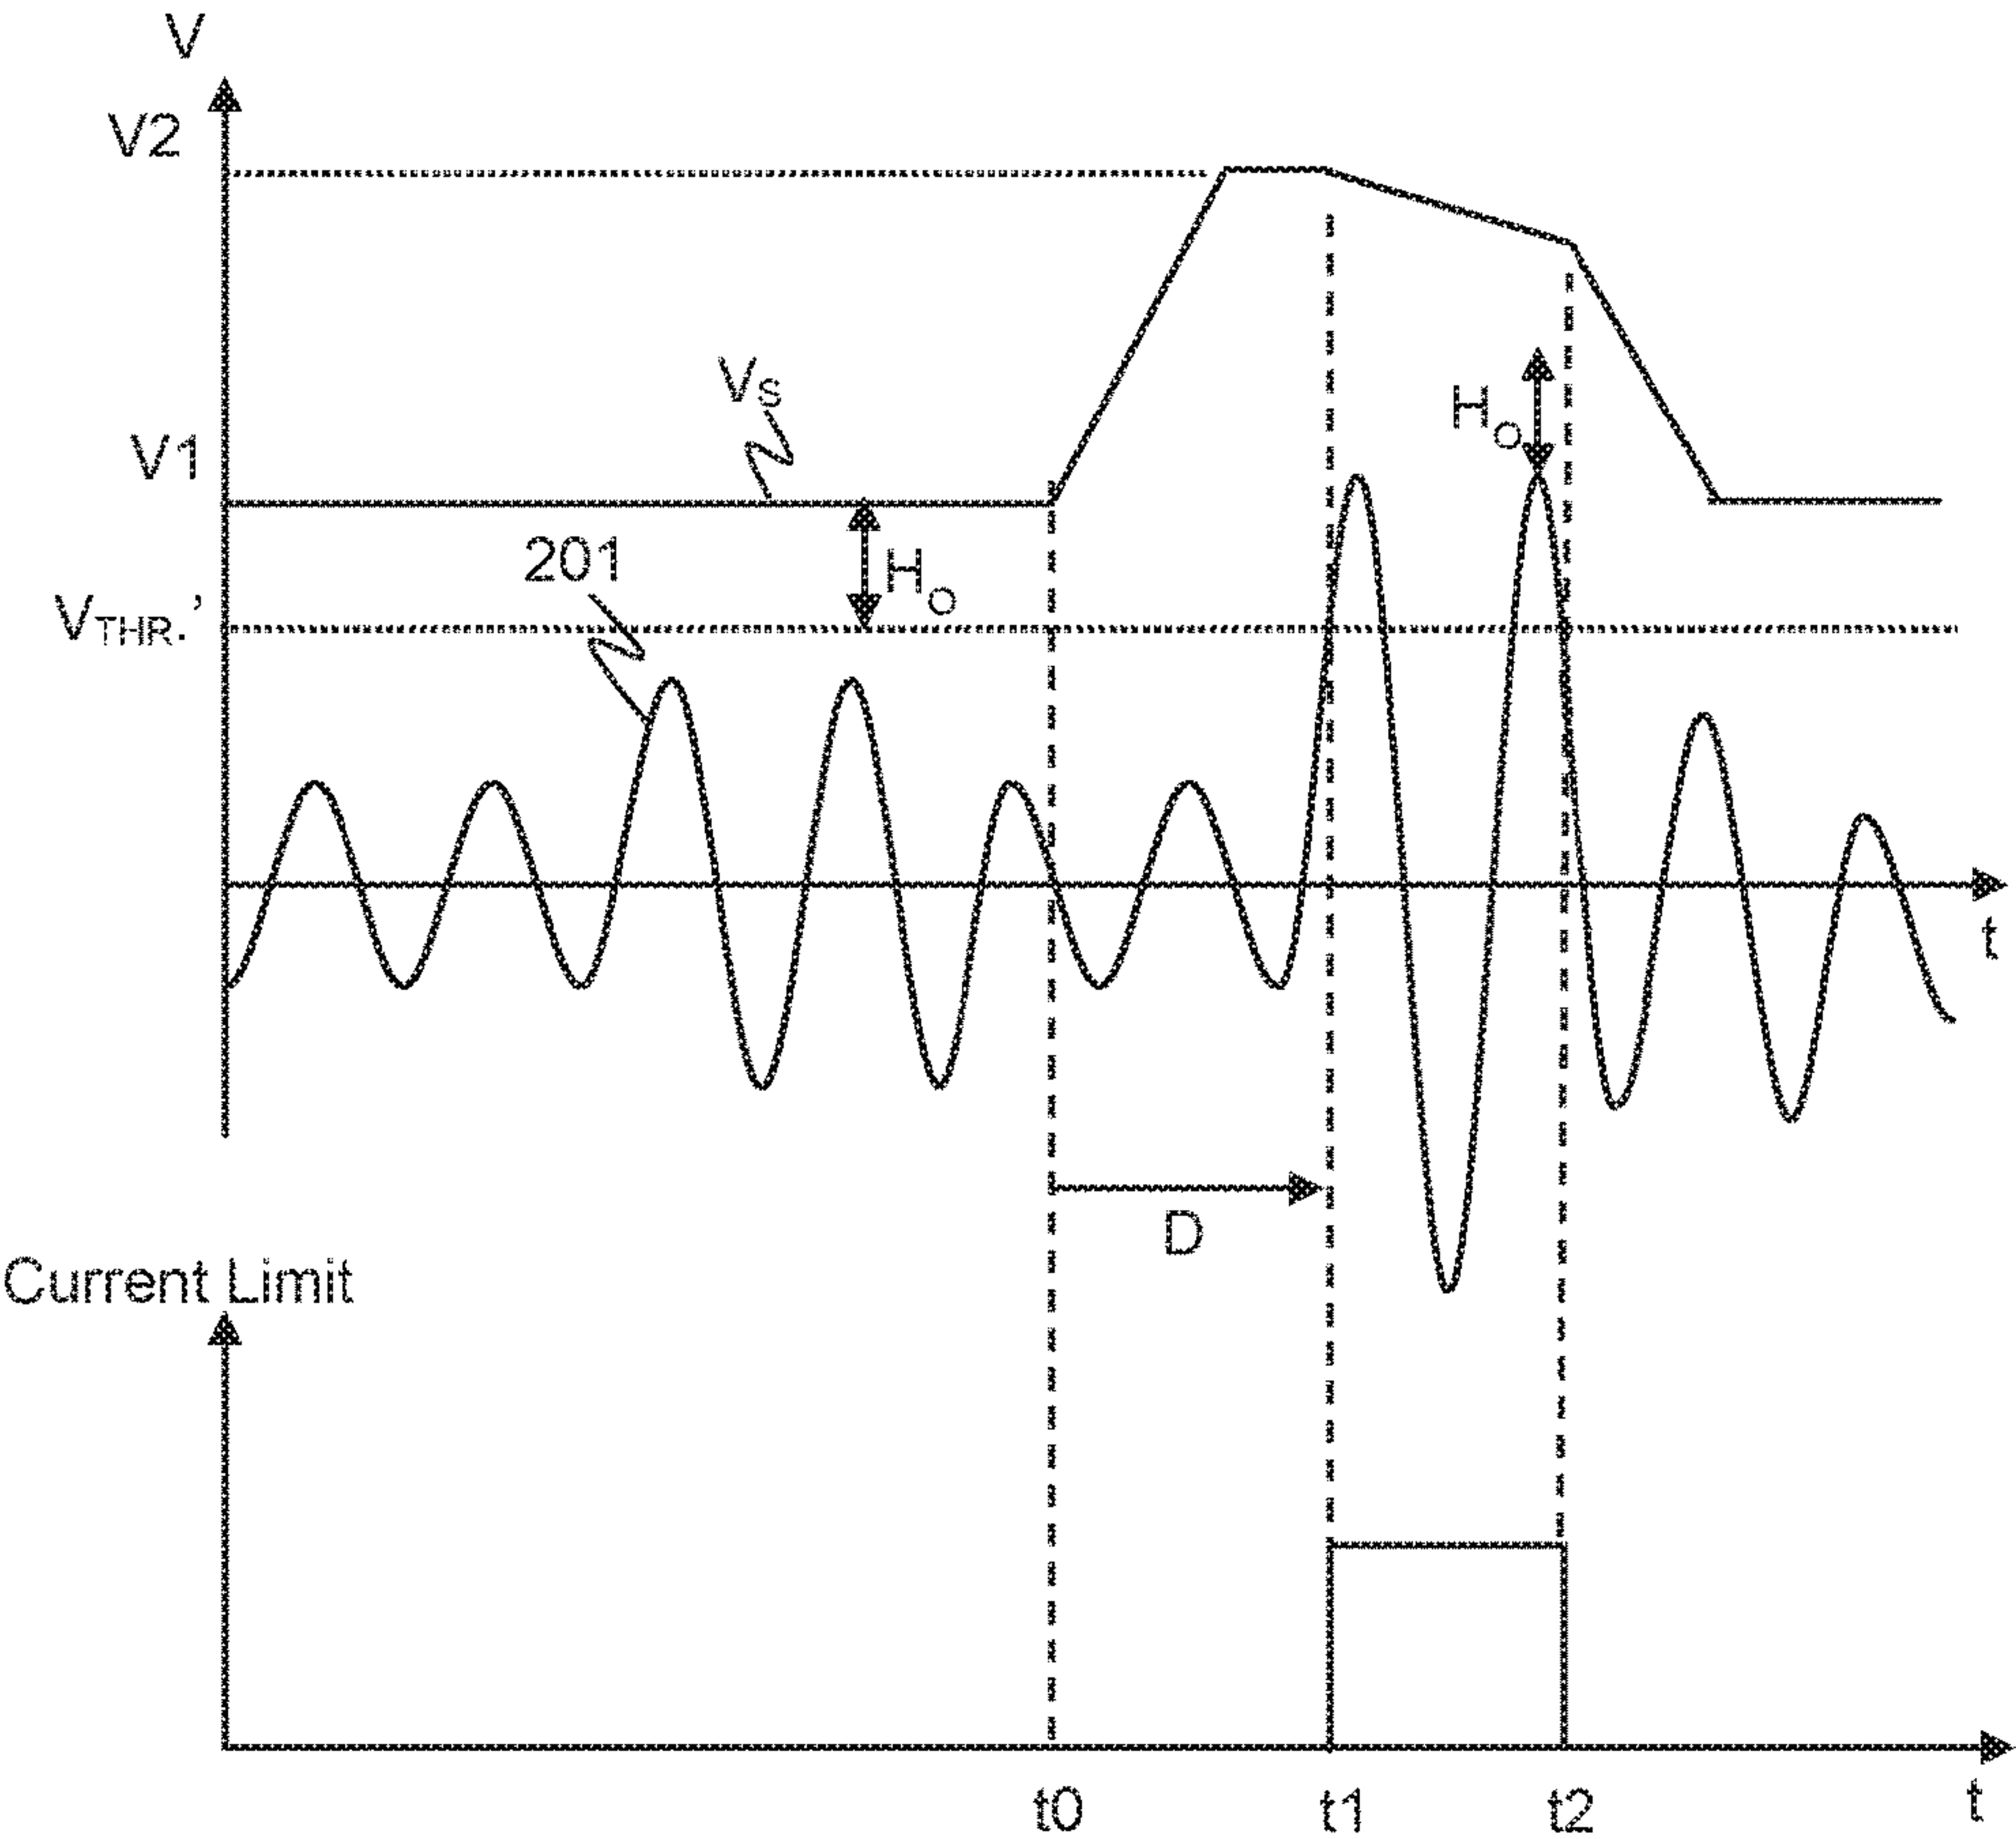 V
V2
Vs
V1
Ho
201
Ho
VTHR.'
t
D
Current Limit
t0
t1
t2
t